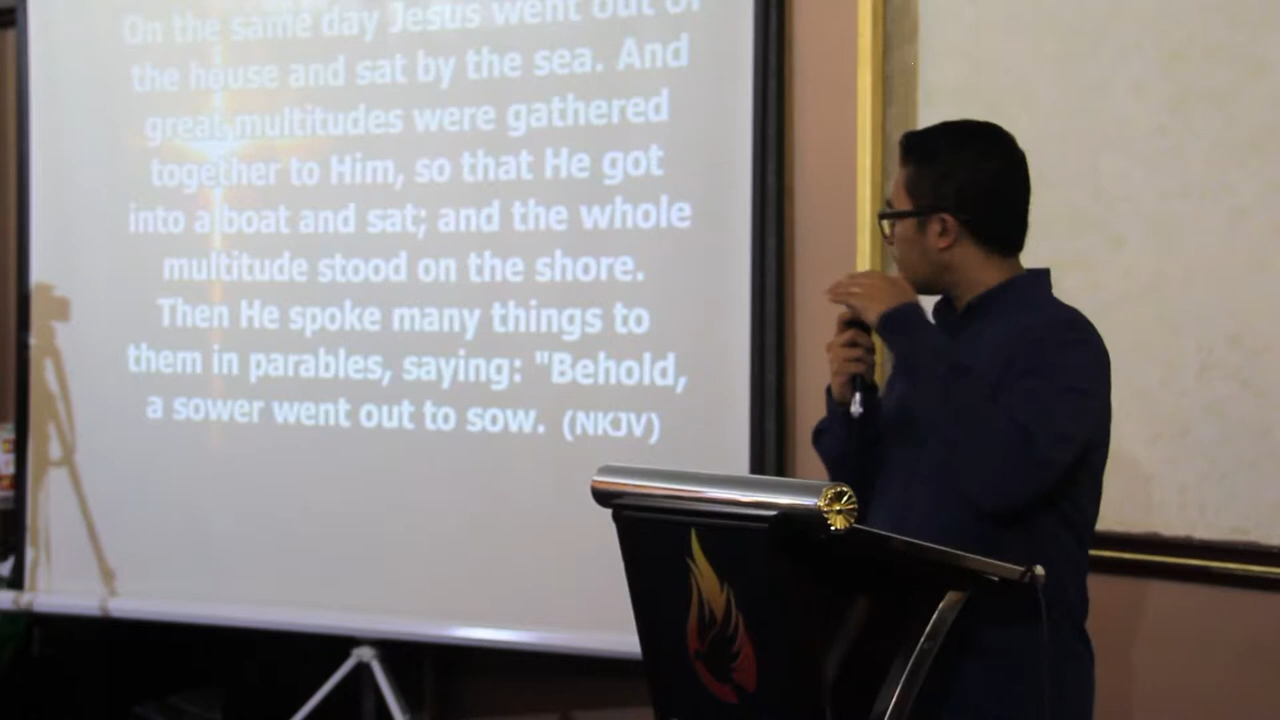 On the same day Jesus went out of
the house and sat by the sea. And
great multitudes were gathered
together to Him, so that He got
into a boat and sat; and the whole
multitude stood on the shore.
Then He spoke many things to
them in parables, saying: "Behold,
a sower went out to sow. (NKJV)